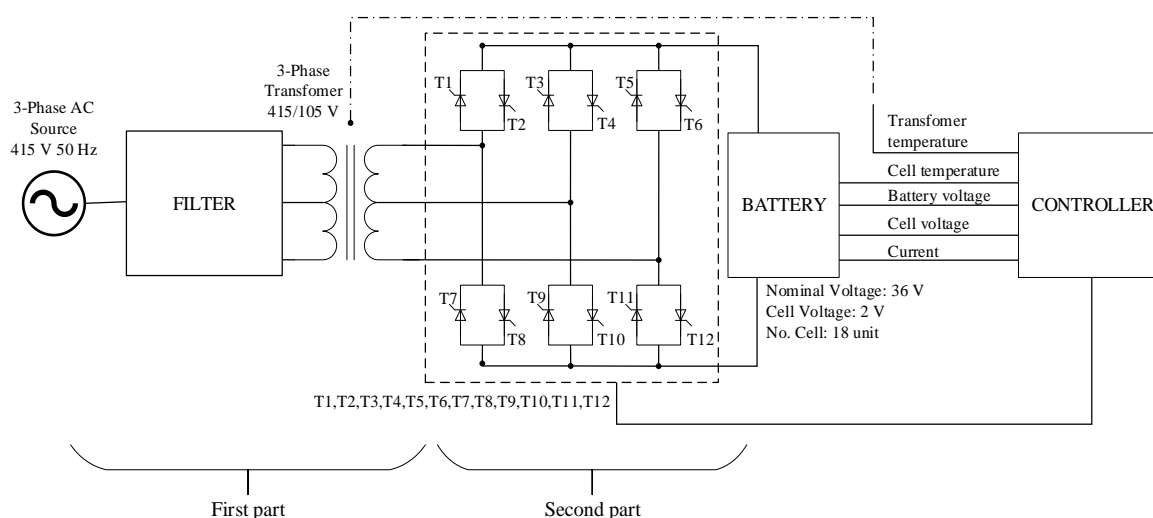 3-Phase AC
Source
415 V 50 Hz
FILTER
3-Phase
Transfomer
415/105 V
T1
T2
T3
T4
T5
T6
T7
T8
T9
T10
T11
T12
T1,T2,T3,T4,T5,T6,T7,T8,T9,T10,T11,T12
BATTERY
Nominal Voltage: 36 V
Cell Voltage: 2 V
No. Cell: 18 unit
Transfomer
temperature
Cell temperature
Battery voltage
Cell voltage
Current
CONTROLLER
First part
Second part